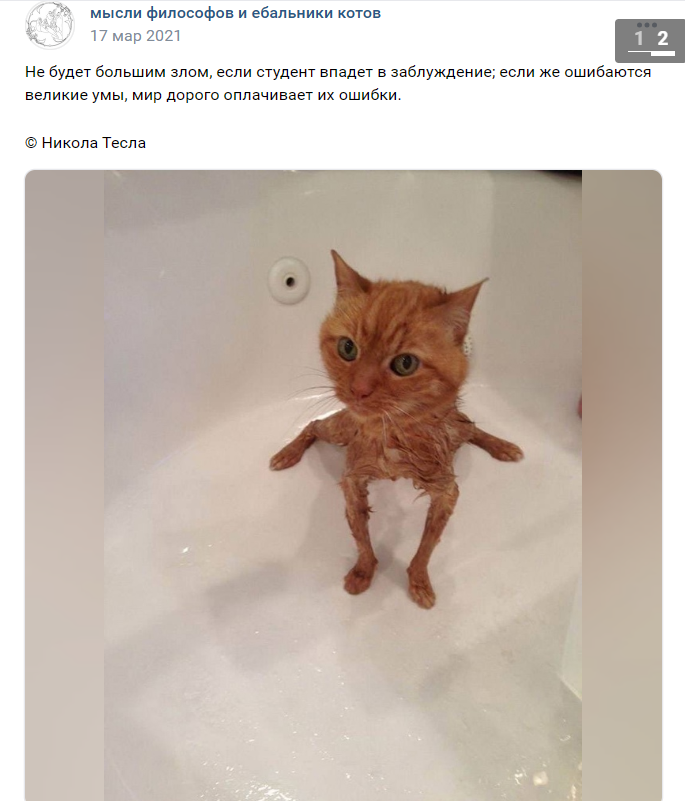 мысли философов и ебальники котов
17 мар 2021
1 2
Не будет большим злом, если студент впадет в заблуждение; если же ошибаются
великие умы, мир дорого оплачивает их ошибки.
© Никола Тесла